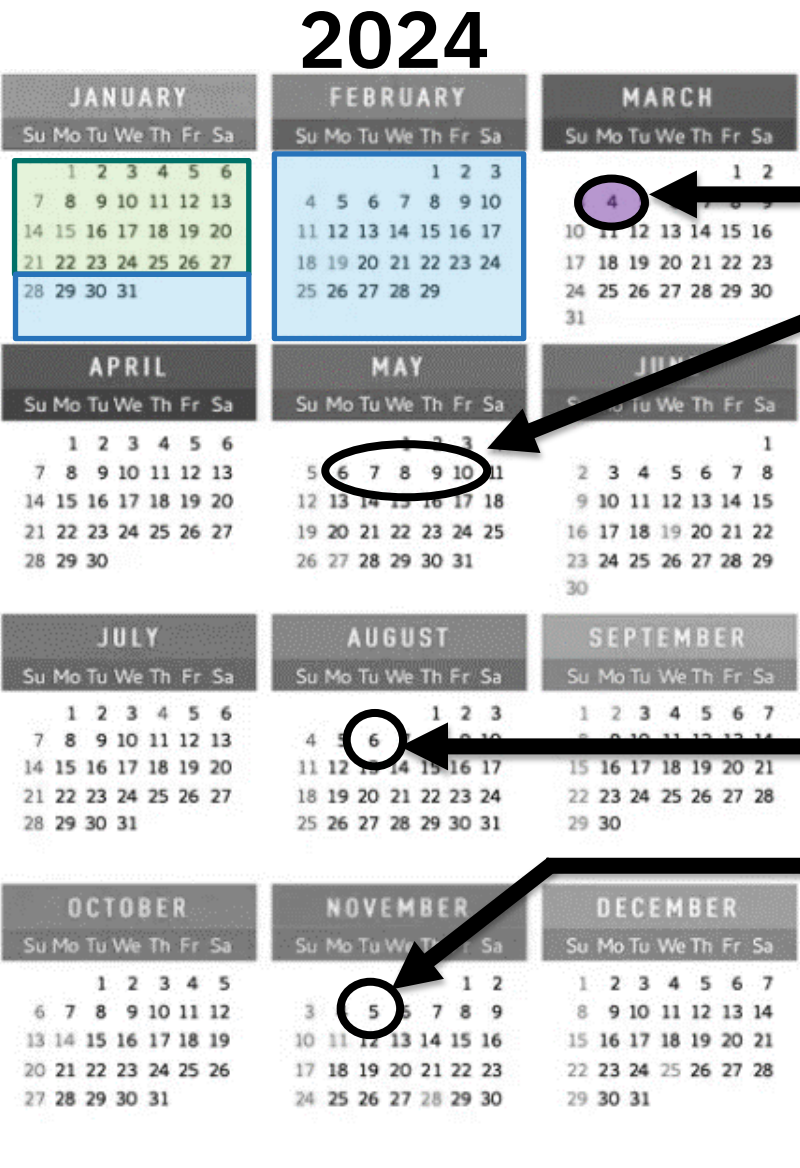 2024
JANUARY
Su Mo Tu We Th Fr Sa
1 2 3 4 5 6
7 8 9 10 11 12 13
14 15 16 17 18 19 20
21 22 23 24 25 26 27
28 29 30 31
FEBRUARY
Su Mo Tu We Th Fr Sa
1 2 3
4 5 6 7 8 9 10
11 12 13 14 15 16 17
18 19 20 21 22 23 24
25 26 27 28 29
MARCH
Su Mo Tu We Th Fr Sa
1 2
4 7 8 9
10 11 12 13 14 15 16
17 18 19 20 21 22 23
24 25 26 27 28 29 30
31
APRIL
Su Mo Tu We Th Fr Sa
1 2 3 4 5 6
7 8 9 10 11 12 13
14 15 16 17 18 19 20
21 22 23 24 25 26 27
28 29 30
MAY
Su Mo Tu We Th Fr Sa
1 2 3
5 6 7 8 9 10 11
12 13 14 15 16 17 18
19 20 21 22 23 24 25
26 27 28 29 30 31
JUNE
Su Mo Tu We Th Fr Sa
1
2 3 4 5 6 7 8
9 10 11 12 13 14 15
16 17 18 19 20 21 22
23 24 25 26 27 28 29
30
JULY
Su Mo Tu We Th Fr Sa
1 2 3 4 5 6
7 8 9 10 11 12 13
14 15 16 17 18 19 20
21 22 23 24 25 26 27
28 29 30 31
AUGUST
Su Mo Tu We Th Fr Sa
1 2 3
4 5 6 9 10
11 12 13 14 15 16 17
18 19 20 21 22 23 24
25 26 27 28 29 30 31
SEPTEMBER
Su Mo Tu We Th Fr Sa
1 2 3 4 5 6 7
8 9 10 11 12 13 14
15 16 17 18 19 20 21
22 23 24 25 26 27 28
29 30
OCTOBER
Su Mo Tu We Th Fr Sa
1 2 3 4 5
6 7 8 9 10 11 12
13 14 15 16 17 18 19
20 21 22 23 24 25 26
27 28 29 30 31
NOVEMBER
Su Mo Tu We Th Fr Sa
1 2
3 5 6 7 8 9
10 11 12 13 14 15 16
17 18 19 20 21 22 23
24 25 26 27 28 29 30
DECEMBER
Su Mo Tu We Th Fr Sa
1 2 3 4 5 6 7
8 9 10 11 12 13 14
15 16 17 18 19 20 21
22 23 24 25 26 27 28
29 30 31